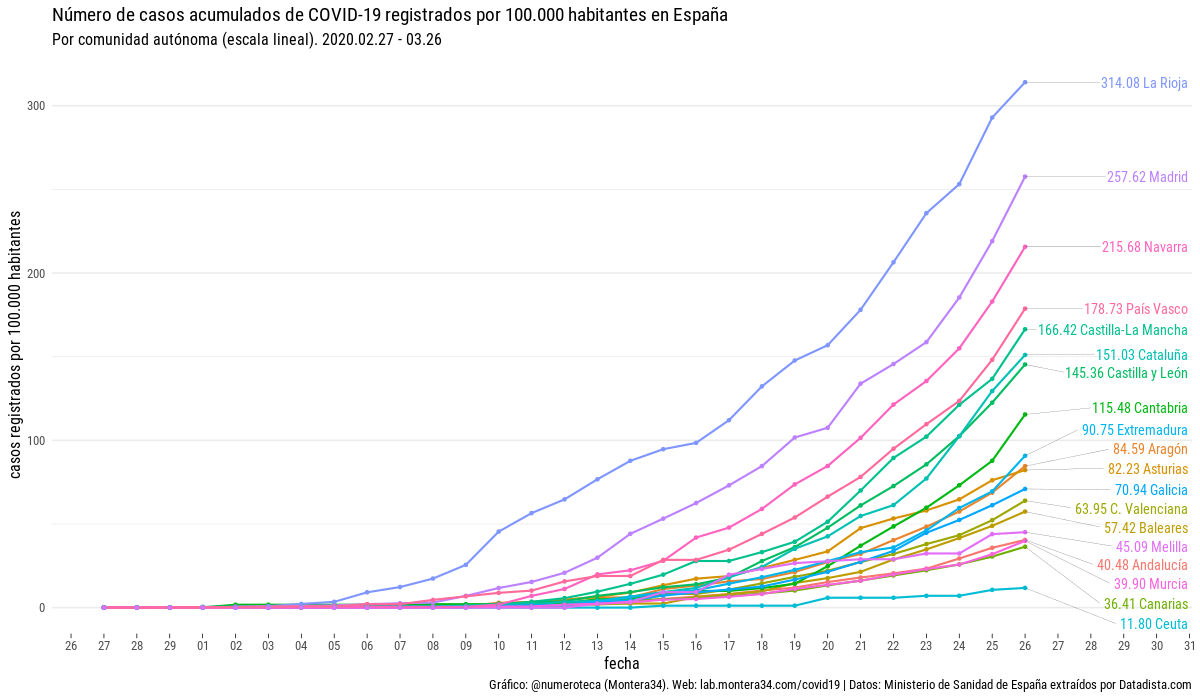 Número de casos acumulados de COVID-19 registrados por 100.000 habitantes en España
Por comunidad autónoma (escala lineal). 2020.02.27 - 03.26
casos registrados por 100.000 habitantes
300
200
100
0
314.08 La Rioja
257.62 Madrid
215.68 Navarra
178.73 País Vasco
166.42 Castilla-La Mancha
151.03 Cataluña
145.36 Castilla y León
115.48 Cantabria
90.75 Extremadura
84.59 Aragón
82.23 Asturias
70.94 Galicia
63.95 C. Valenciana
57.42 Baleares
45.09 Melilla
40.48 Andalucía
39.90 Murcia
36.41 Canarias
11.80 Ceuta
26 27 28 29 01 02 03 04 05 06 07 08 09 10 11 12 13 14 15 16 17 18 19 20 21 22 23 24 25 26 27 28 29 30 31
fecha
Gráfico: @numeroteca (Montera34). Web: lab.montera34.com/covid19 | Datos: Ministerio de Sanidad de España extraídos por Datadista.com